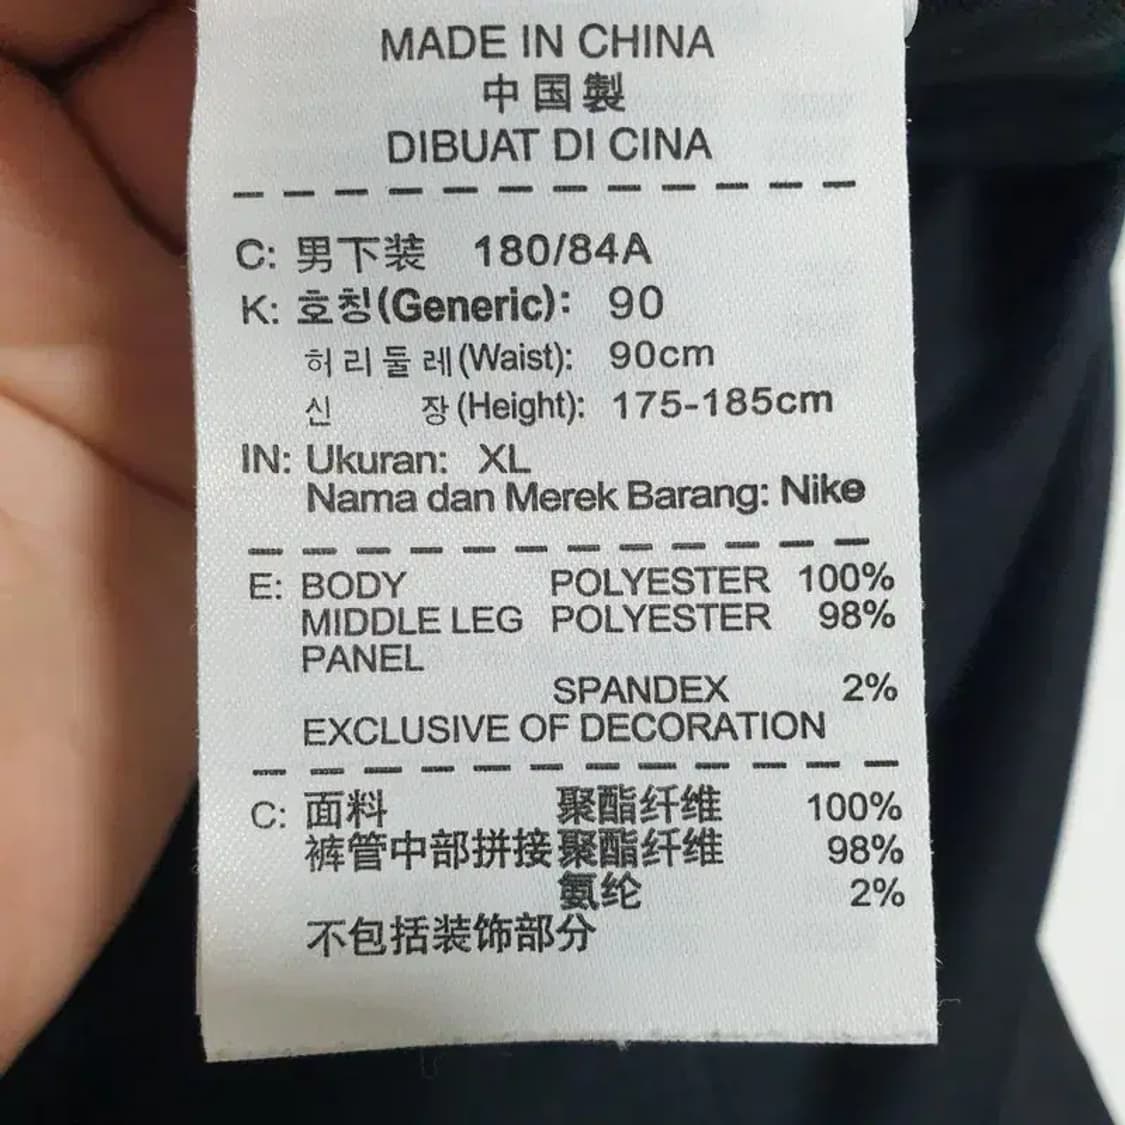 MADE IN CHINA
中国製
DIBUAT DI CINA
C: 男下装 180/84A
K: 호칭(Generic): 90
허리둘레(Waist): 90cm
신 장(Height): 175-185cm
IN: Ukuran: XL
Nama dan Merek Barang: Nike
E: BODY POLYESTER 100%
MIDDLE LEG POLYESTER 98%
PANEL
SPANDEX 2%
EXCLUSIVE OF DECORATION
C: 面料 聚酯纤维 100%
裤管中部拼接聚酯纤维 98%
氨纶 2%
不包括装饰部分